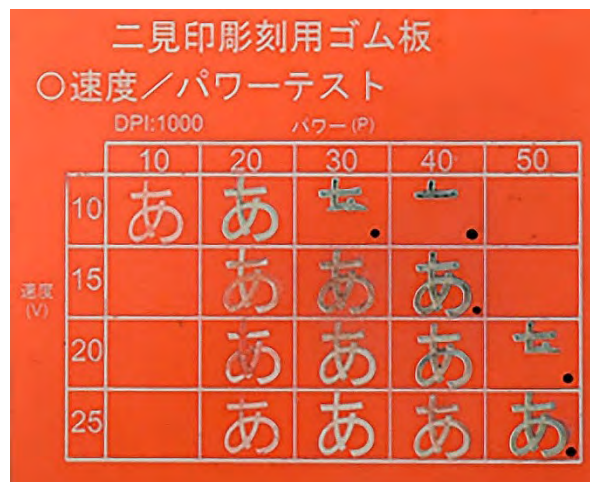 二見印彫刻用ゴム板
○速度／パワーテスト
DPI:1000 パワー(P)
10 20 30 40 50
10 あ あ
15 あ あ あ
速度
(V)
20 あ あ あ
25 あ あ あ あ